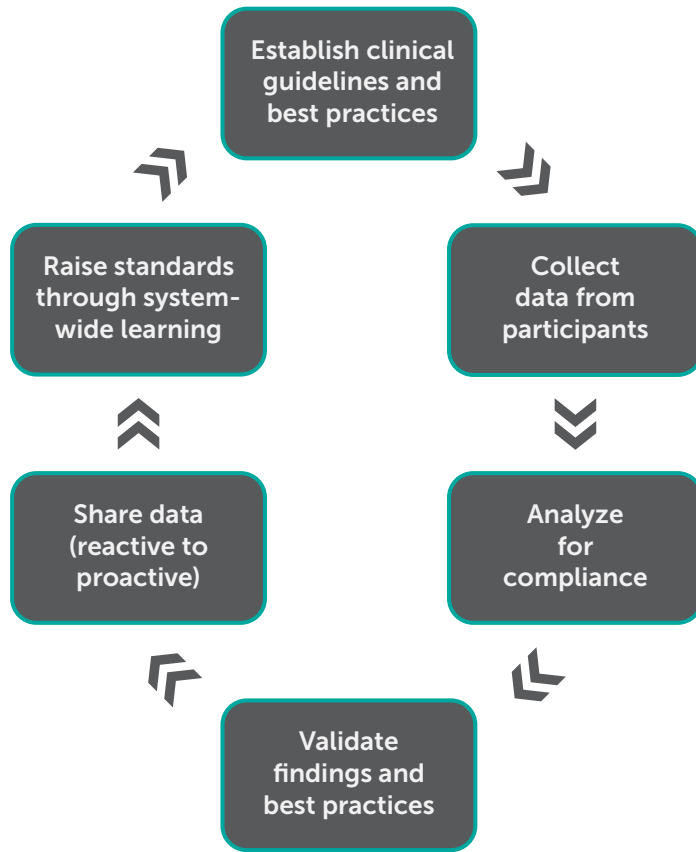 Establish clinical
guidelines and
best practices
Collect
data from
participants
Analyze
for
compliance
Validate
findings and
best practices
Share data
(reactive to
proactive)
Raise standards
through system-
wide learning